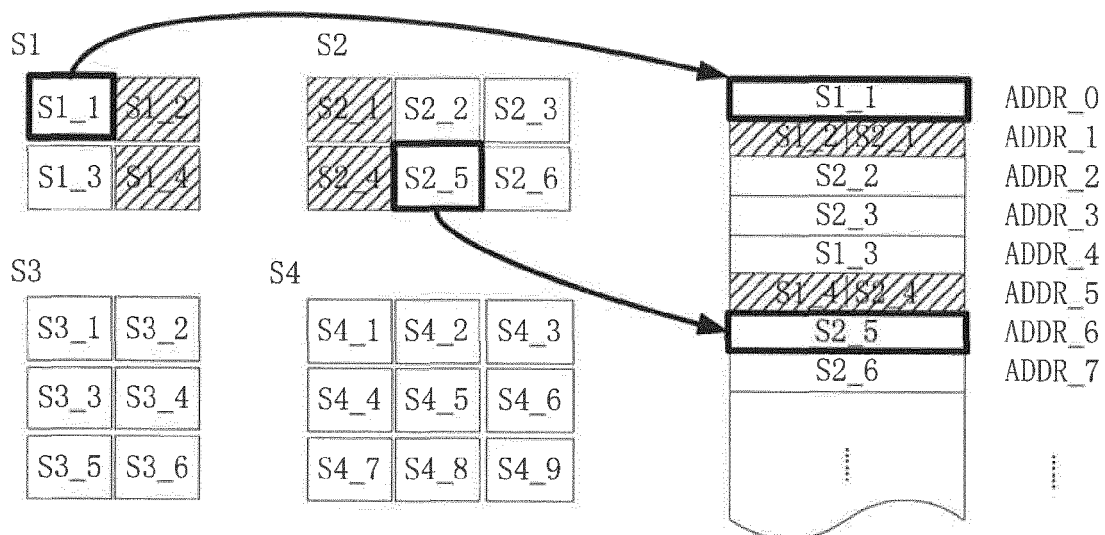 S1 S2
S1_1 S1_2 S2_1 S2_2 S2_3
S1_3 S1_4 S2_4 S2_5 S2_6
S3 S4
S3_1 S3_2 S4_1 S4_2 S4_3
S3_3 S3_4 S4_4 S4_5 S4_6
S3_5 S3_6 S4_7 S4_8 S4_9
S1_1 ADDR_0
S1_2|S2_1 ADDR_1
S2_2 ADDR_2
S2_3 ADDR_3
S1_3 ADDR_4
S1_4|S2_4 ADDR_5
S2_5 ADDR_6
S2_6 ADDR_7